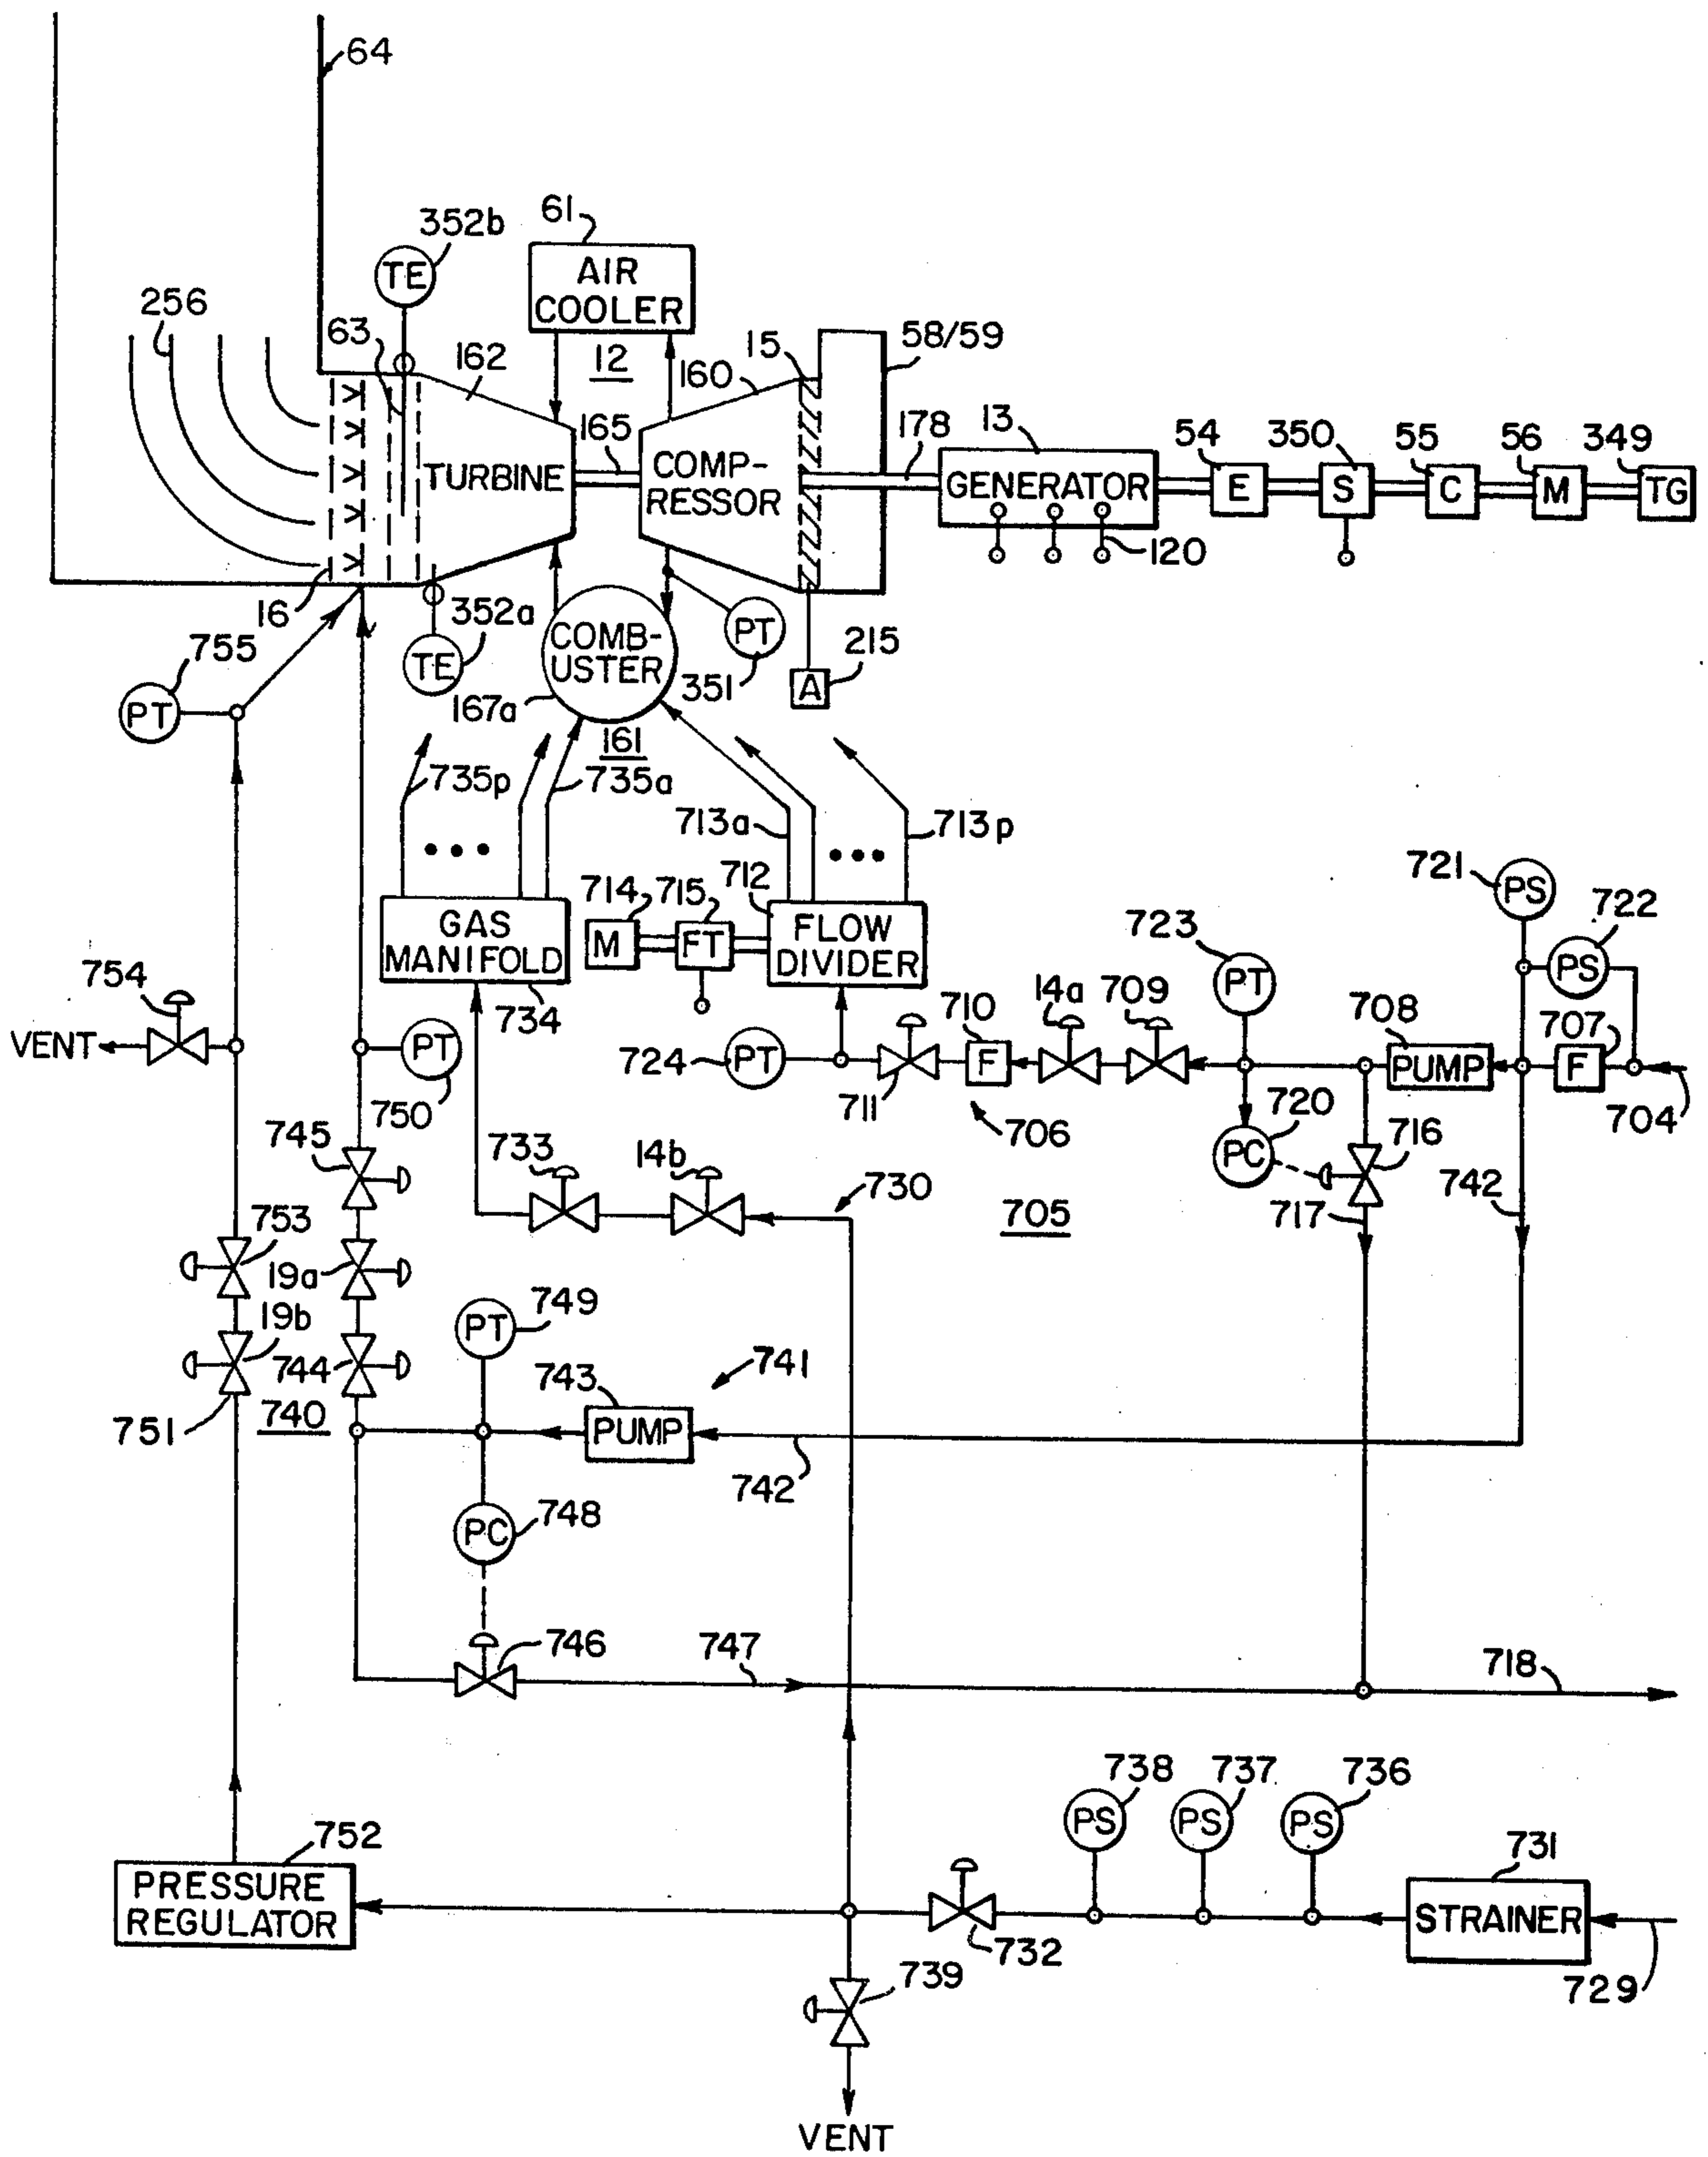 64
352b
TE
61
AIR
COOLER
256
63
162
12
160
15
58/59
165
178
TURBINE
COMP-
RESSOR
13
GENERATOR
120
54
E
350
S
55
C
56
M
349
TG
16
352a
TE
COMB-
USTER
167a
161
PT
351
A
215
755
PT
735p
735a
713a
713p
GAS
MANIFOLD
734
714
M
715
FT
712
FLOW
DIVIDER
721
PS
722
PS
723
PT
754
VENT
PT
750
724
PT
711
710
F
14a
709
708
PUMP
707
F
704
706
720
PC
716
717
742
745
733
14b
730
705
753
19a
19b
744
751
740
749
PT
743
PUMP
741
742
748
PC
746
747
718
752
PRESSURE
REGULATOR
738
PS
737
PS
736
PS
731
STRAINER
732
729
739
VENT